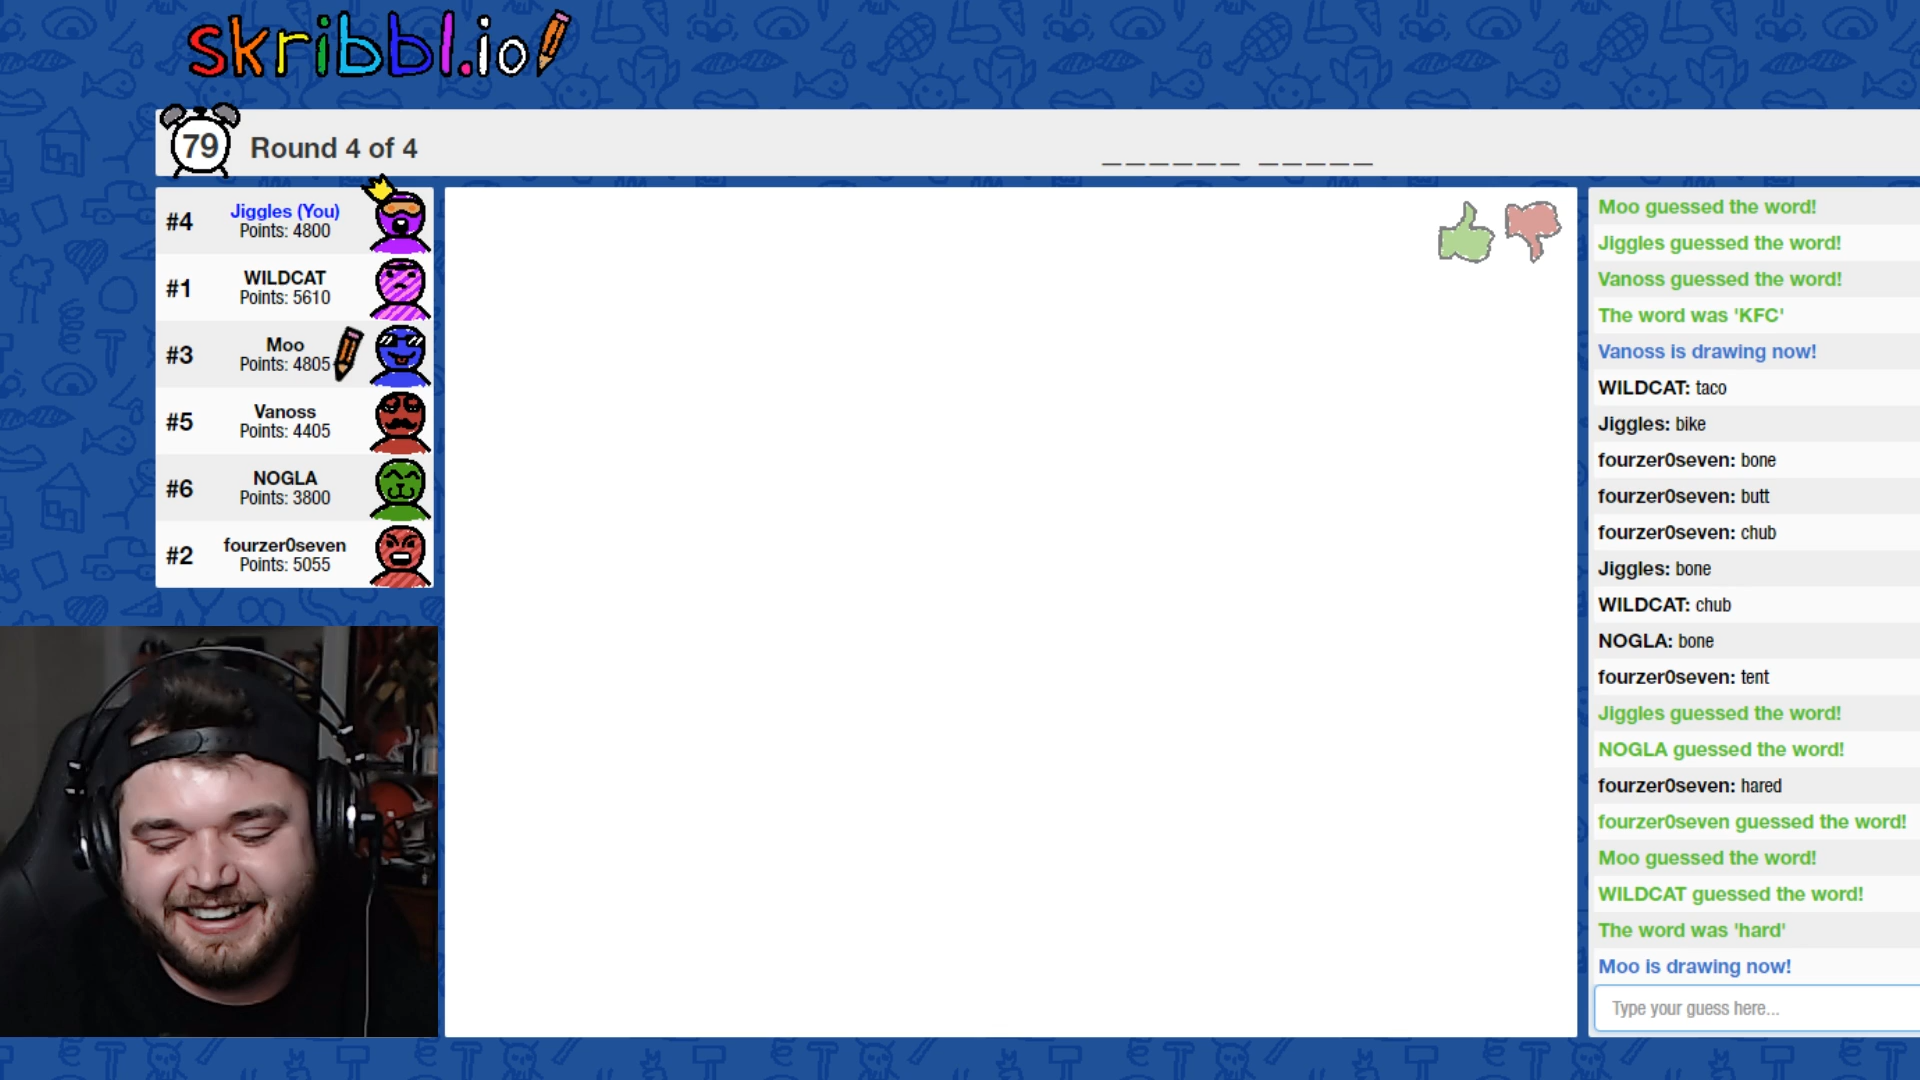 skribbl.io
79
Round 4 of 4
______ _____
#4
Jiggles (You)
Points: 4800
#1
WILDCAT
Points: 5610
#3
Moo
Points: 4805
#5
Vanoss
Points: 4405
#6
NOGLA
Points: 3800
#2
fourzer0seven
Points: 5055
Moo guessed the word!
Jiggles guessed the word!
Vanoss guessed the word!
The word was 'KFC'
Vanoss is drawing now!
WILDCAT: taco
Jiggles: bike
fourzer0seven: bone
fourzer0seven: butt
fourzer0seven: chub
Jiggles: bone
WILDCAT: chub
NOGLA: bone
fourzer0seven: tent
Jiggles guessed the word!
NOGLA guessed the word!
fourzer0seven: hared
fourzer0seven guessed the word!
Moo guessed the word!
WILDCAT guessed the word!
The word was 'hard'
Moo is drawing now!
Type your guess here...